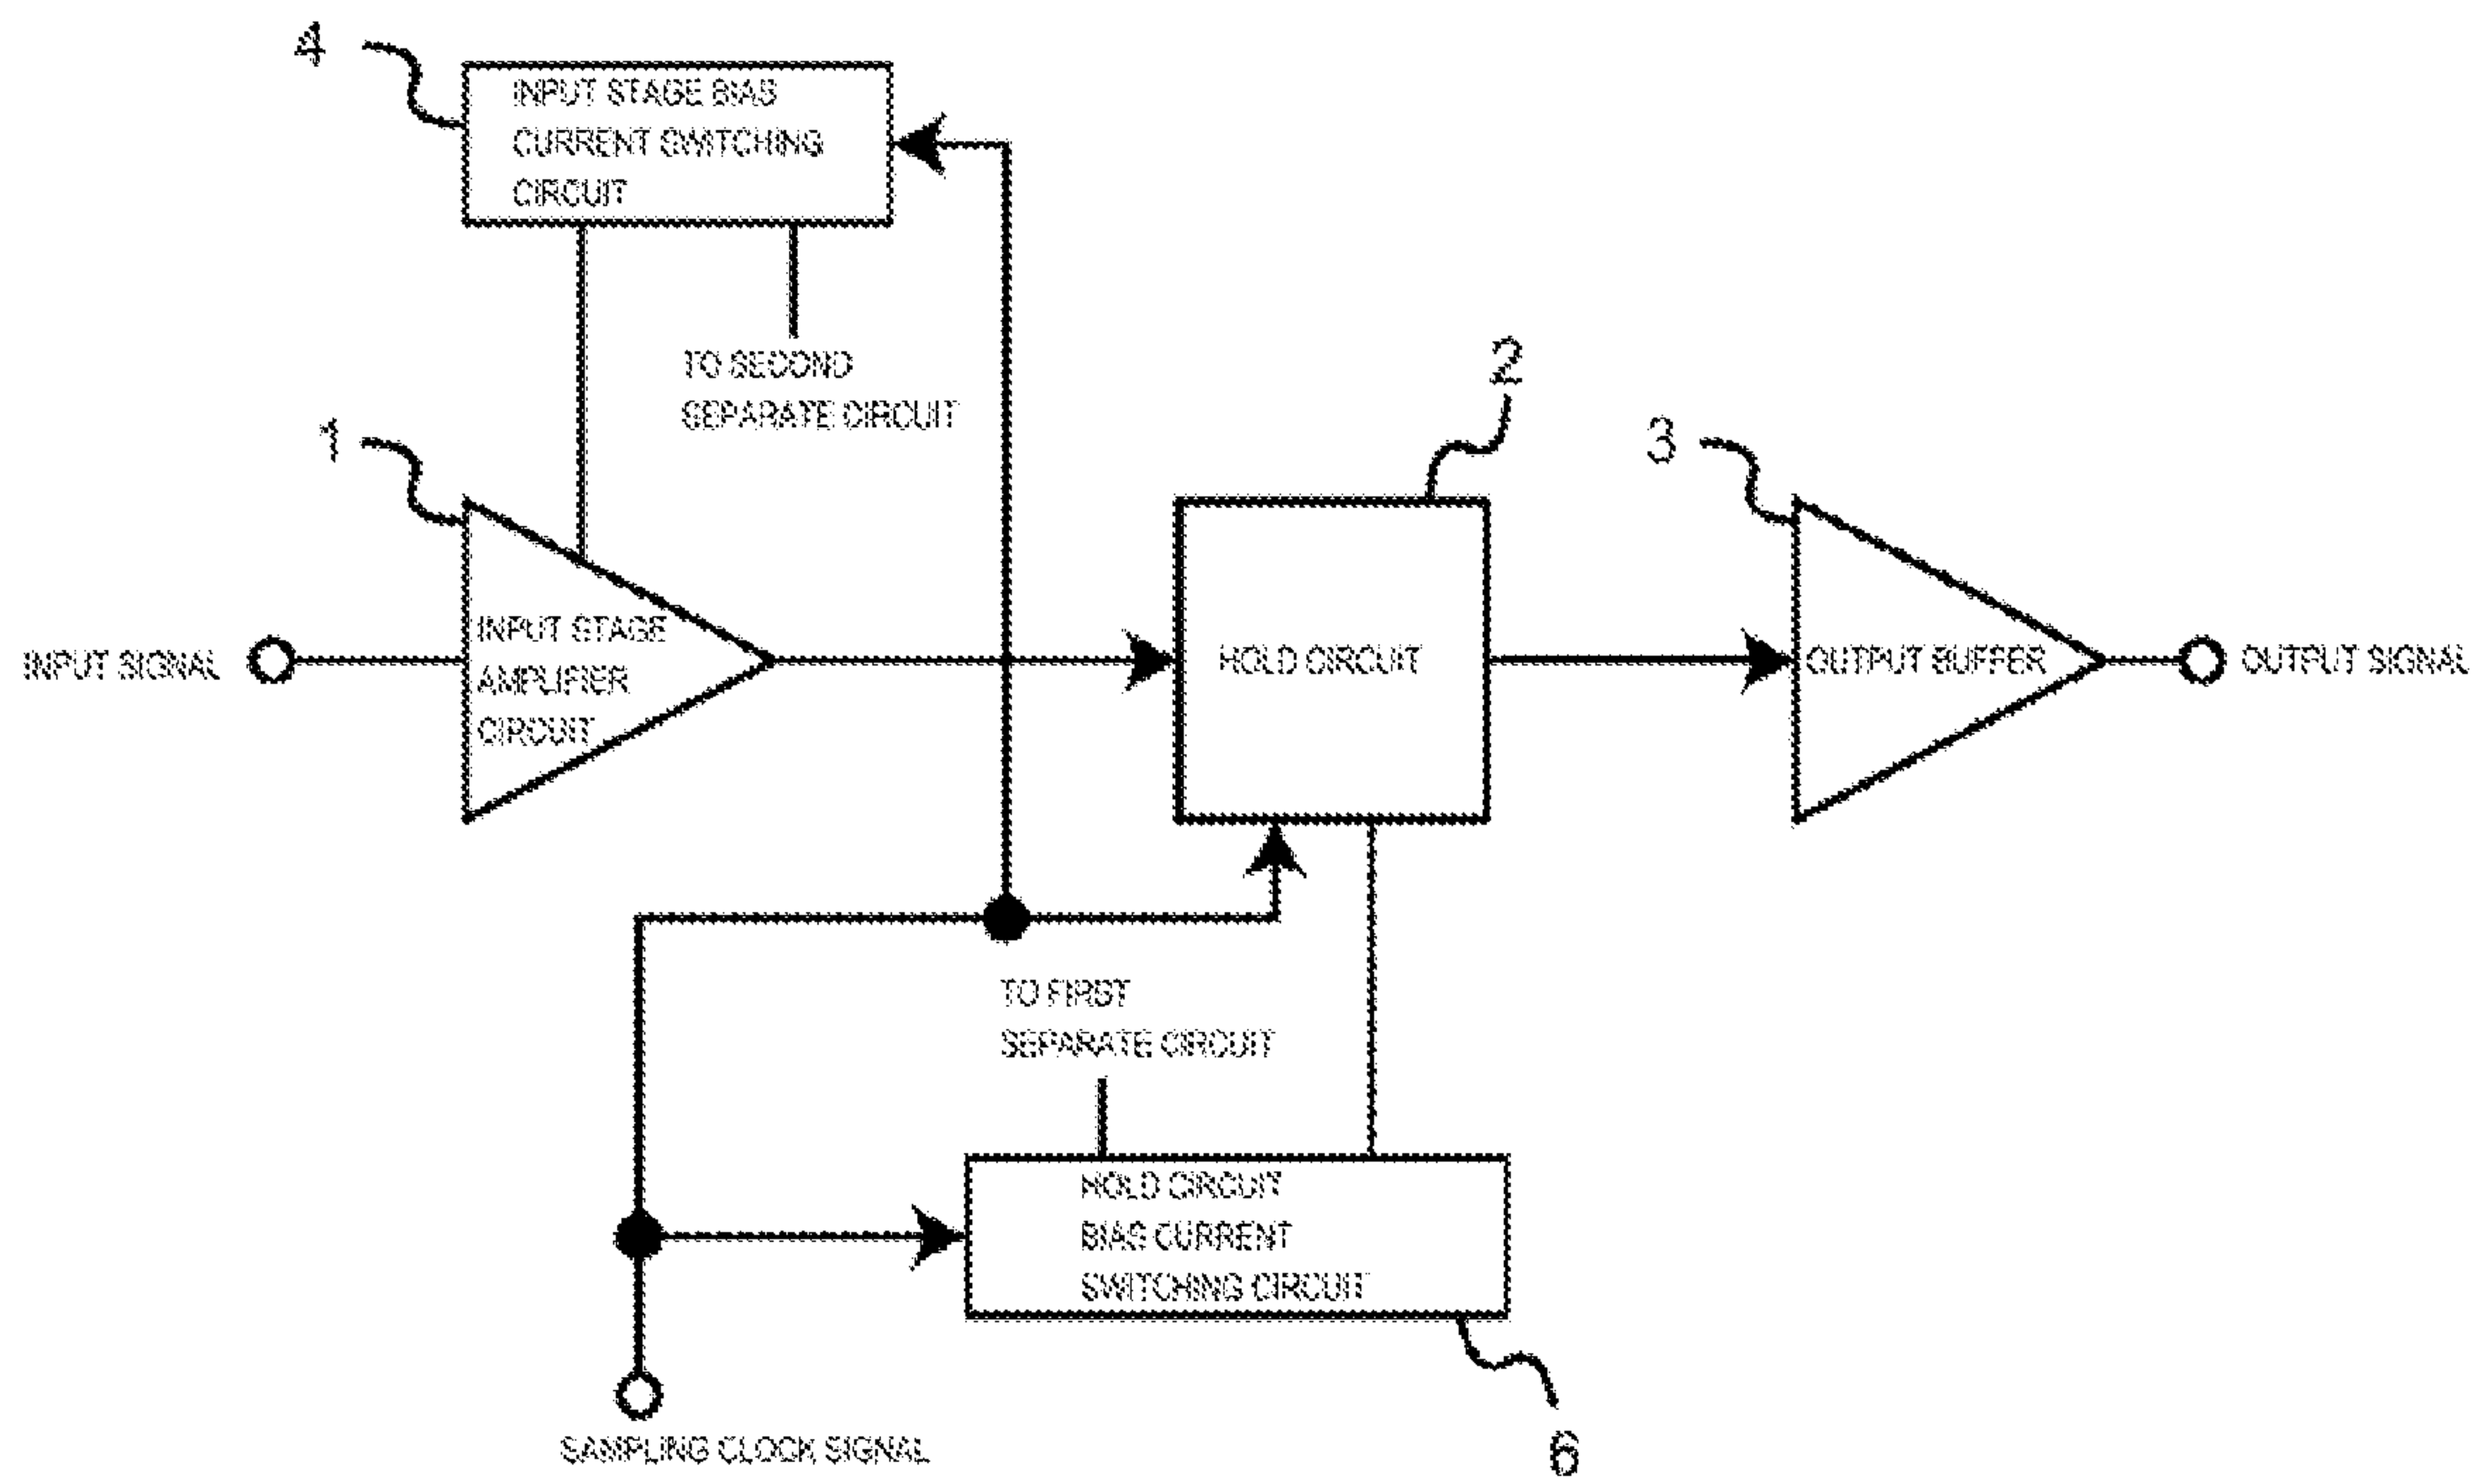 4
INPUT STAGE BIAS
CURRENT SWITCHING
CIRCUIT
TO SECOND
SEPARATE CIRCUIT
1
2
3
INPUT SIGNAL
INPUT STAGE
AMPLIFIER
CIRCUIT
HOLD CIRCUIT
OUTPUT BUFFER
OUTPUT SIGNAL
TO FIRST
SEPARATE CIRCUIT
HOLD CIRCUIT
BIAS CURRENT
SWITCHING CIRCUIT
6
SAMPLING CLOCK SIGNAL